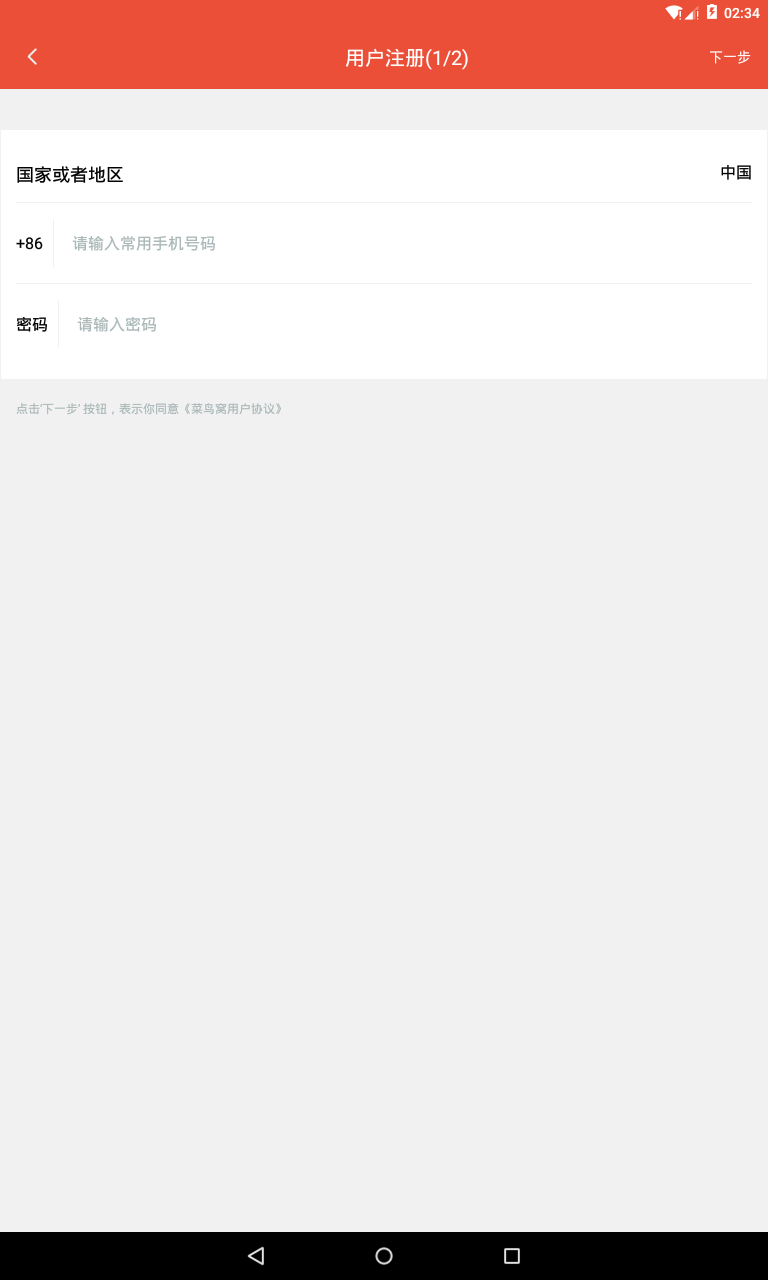 02:34
用户注册(1/2)
下一步
国家或者地区
中国
+86
请输入常用手机号码
密码
请输入密码
点击'下一步' 按钮，表示你同意《菜鸟窝用户协议》